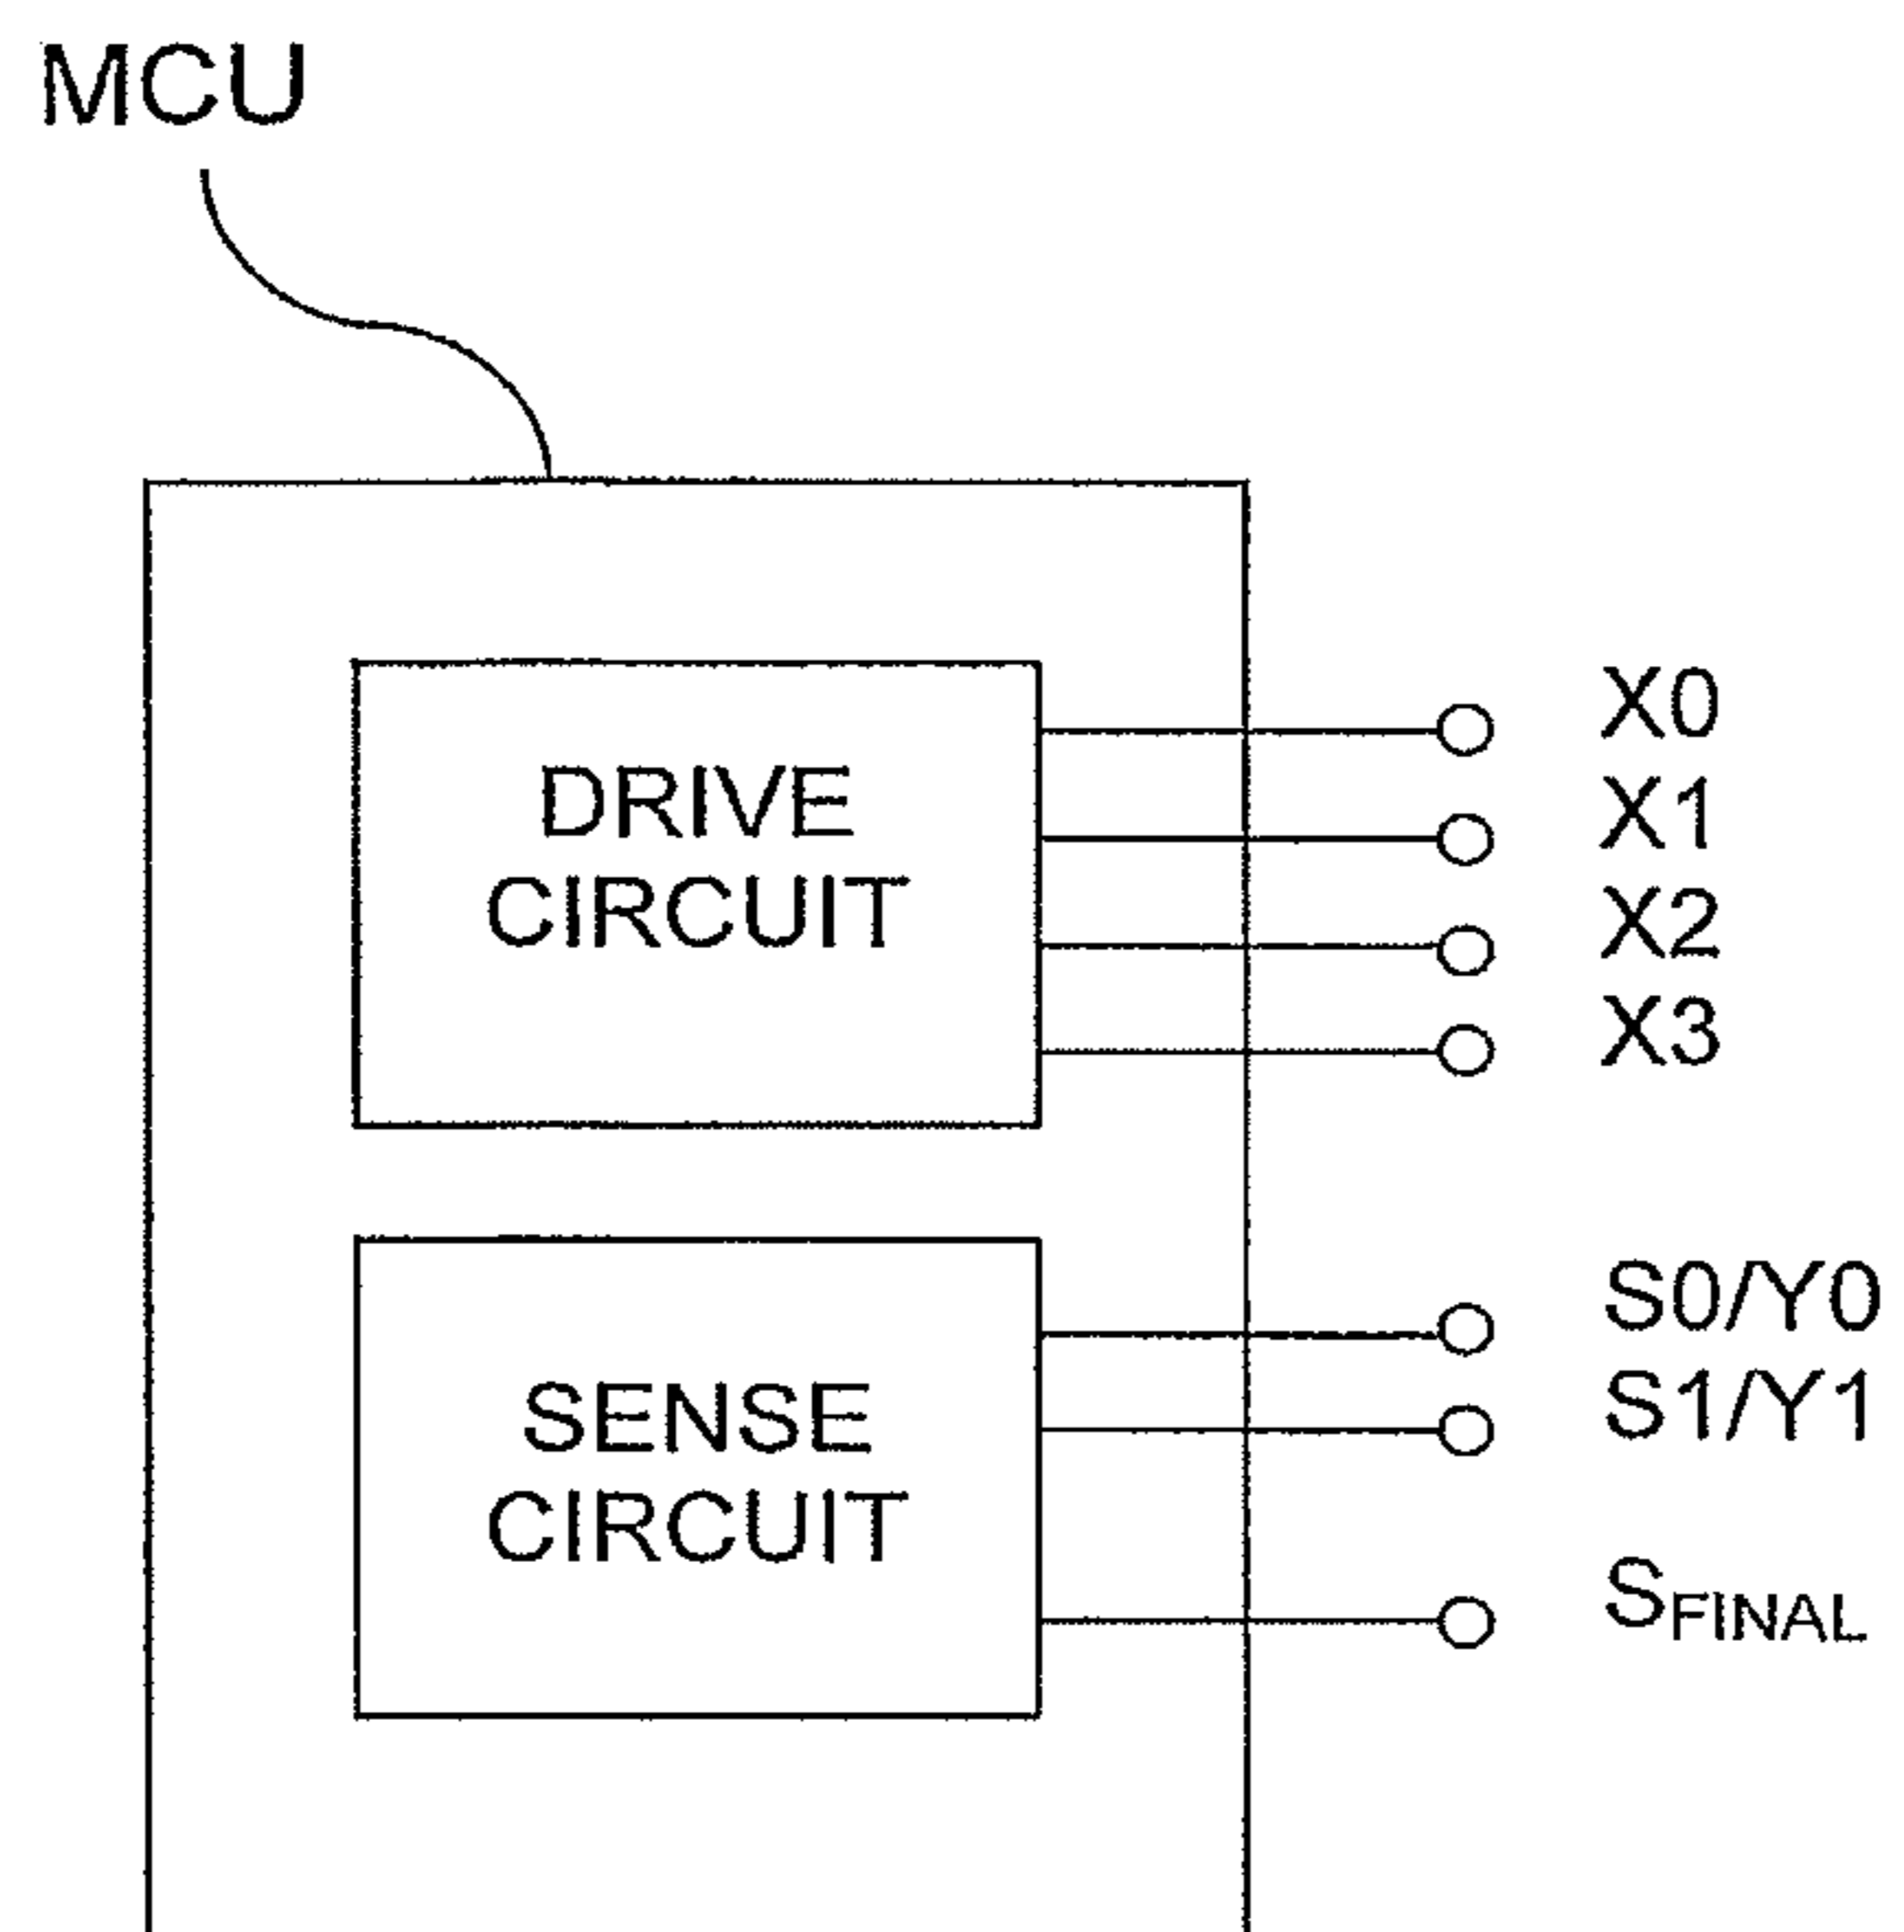 MCU
DRIVE
CIRCUIT
X0
X1
X2
X3
SENSE
CIRCUIT
S0/Y0
S1/Y1
SFINAL